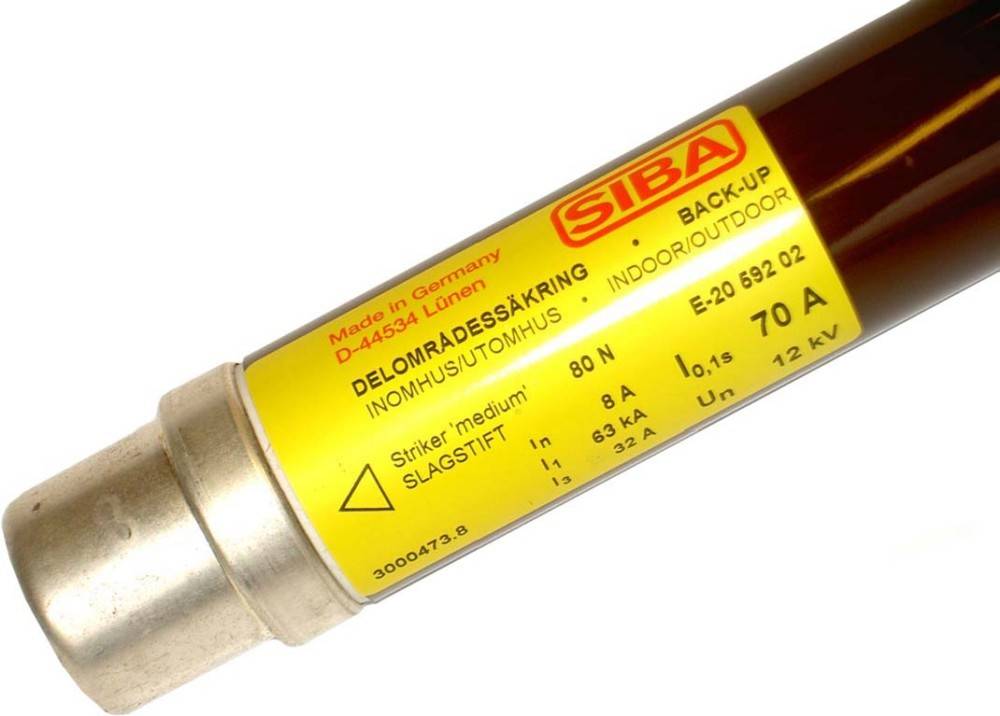 SIBA
Made in Germany
D-44534 Lünen
DELOMRÅDESSÄKRING • BACK-UP
INOMHUS/UTOMHUS • INDOOR/OUTDOOR
E-20 592 02
Striker 'medium' 80 N
SLAGSTIFT
I0,1s 70 A
In 8 A
Un 12 kV
I1 63 kA
I3 32 A
3000473.8